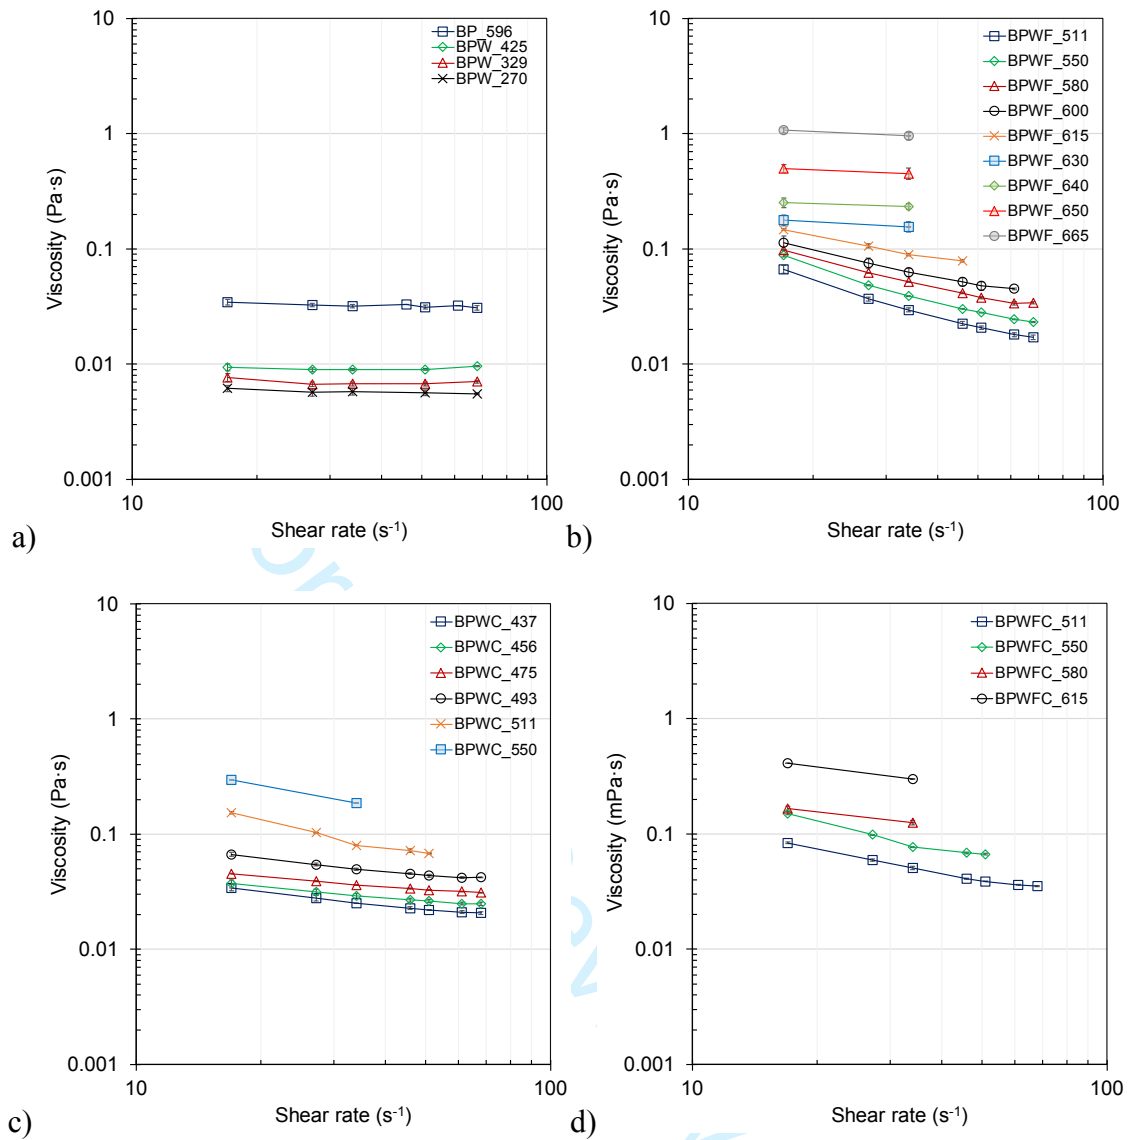 10
1
0.1
0.01
0.001
10
100
Viscosity (Pa·s)
Shear rate (s⁻¹)
BP_596
BPW_425
BPW_329
BPW_270
a)
10
1
0.1
0.01
0.001
10
100
Viscosity (Pa·s)
Shear rate (s⁻¹)
BPWF_511
BPWF_550
BPWF_580
BPWF_600
BPWF_615
BPWF_630
BPWF_640
BPWF_650
BPWF_665
b)
10
1
0.1
0.01
0.001
10
100
Viscosity (Pa·s)
Shear rate (s⁻¹)
BPWC_437
BPWC_456
BPWC_475
BPWC_493
BPWC_511
BPWC_550
c)
10
1
0.1
0.01
0.001
10
100
Viscosity (mPa·s)
Shear rate (s⁻¹)
BPWFC_511
BPWFC_550
BPWFC_580
BPWFC_615
d)